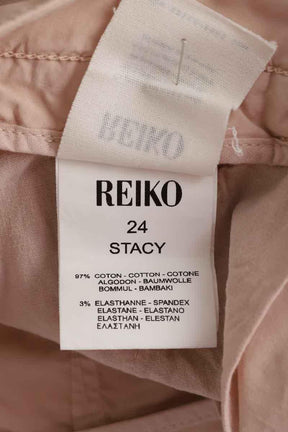 REIKO
REIKO
24
STACY
97% COTON - COTTON - COTONE
ALGODON - BAUMWOLLE
BOMMUL - BAMBAKI
3% ELASTHANNE - SPANDEX
ELASTANE - ELASTANO
ELASTHAN - ELESTAN
ΕΛΑΣΤΑΝΗ